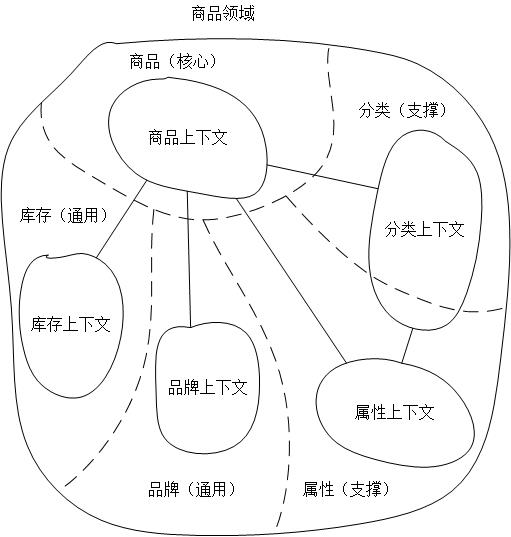 商品领域
商品（核心）
分类（支撑）
商品上下文
库存（通用）
分类上下文
库存上下文
品牌上下文
属性上下文
品牌（通用）
属性（支撑）